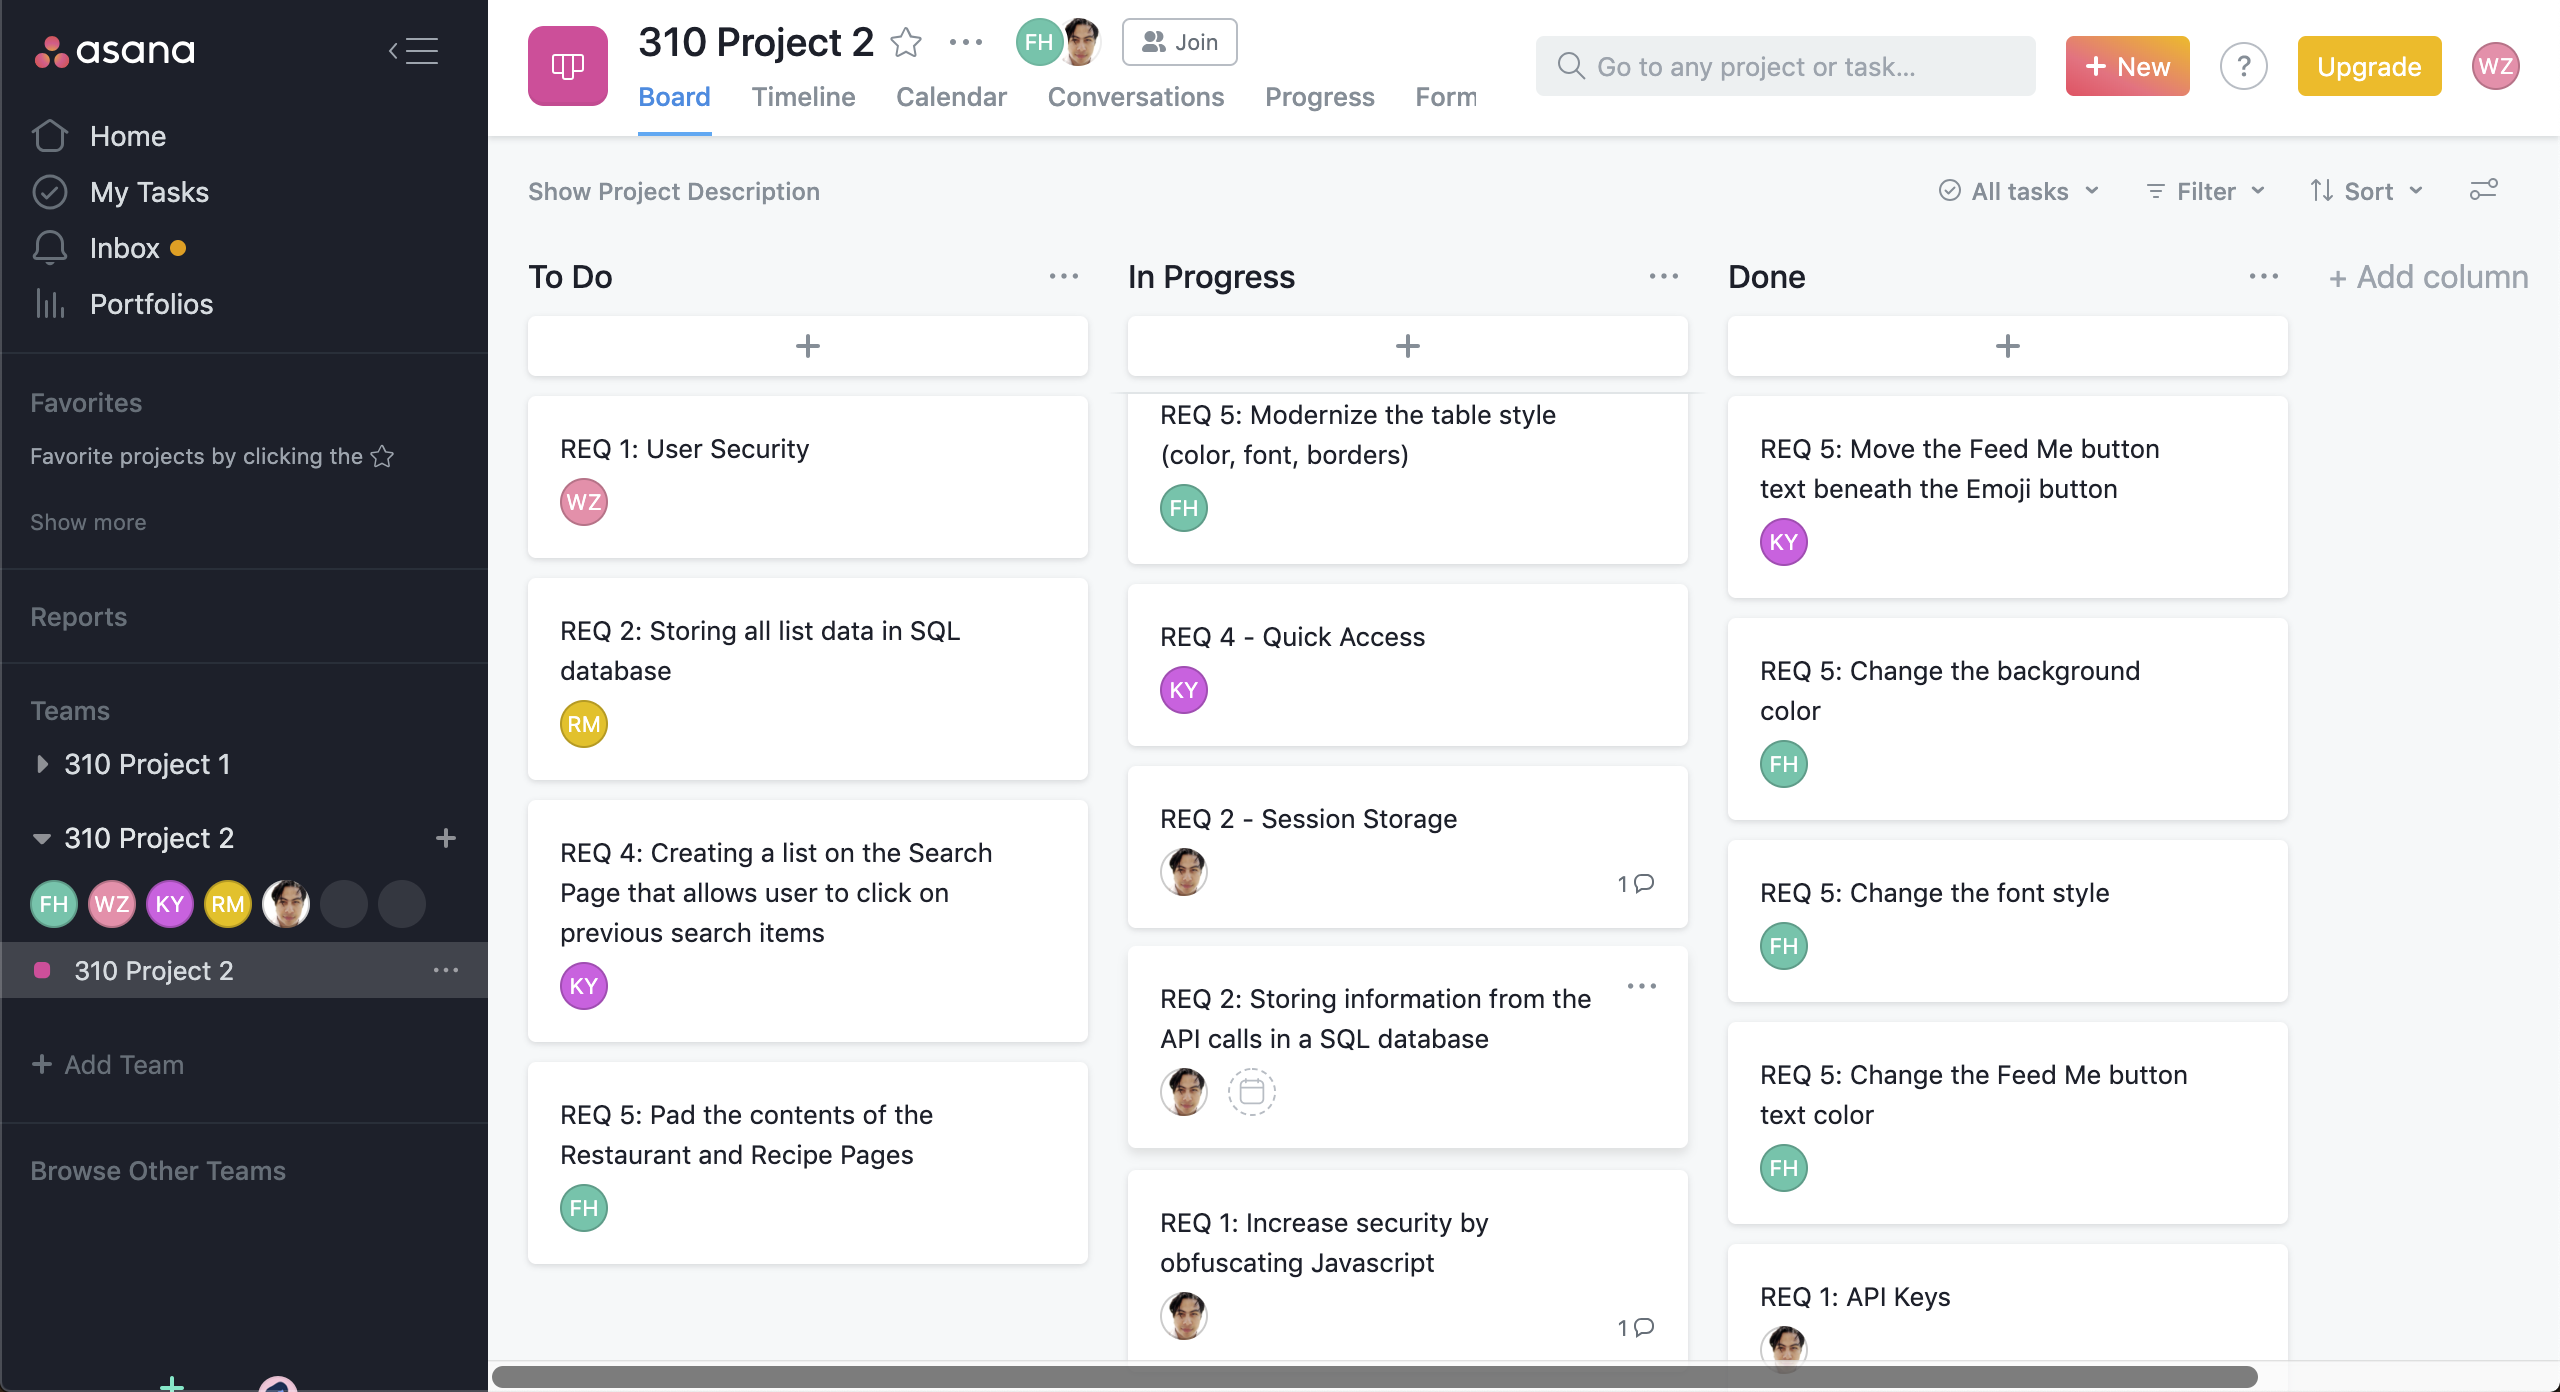 asana
Home
My Tasks
Inbox
Portfolios
Favorites
Favorite projects by clicking the
Show more
Reports
Teams
310 Project 1
310 Project 2
FH WZ KY RM
310 Project 2
+ Add Team
Browse Other Teams
310 Project 2
FH
Join
Board Timeline Calendar Conversations Progress Form
Go to any project or task...
+ New
?
Upgrade
WZ
Show Project Description
All tasks
Filter
Sort
To Do
+
REQ 1: User Security
WZ
REQ 2: Storing all list data in SQL
database
RM
REQ 4: Creating a list on the Search
Page that allows user to click on
previous search items
KY
REQ 5: Pad the contents of the
Restaurant and Recipe Pages
FH
In Progress
+
REQ 5: Modernize the table style
(color, font, borders)
FH
REQ 4 - Quick Access
KY
REQ 2 - Session Storage
1
REQ 2: Storing information from the
API calls in a SQL database
REQ 1: Increase security by
obfuscating Javascript
1
Done
+
REQ 5: Move the Feed Me button
text beneath the Emoji button
KY
REQ 5: Change the background
color
FH
REQ 5: Change the font style
FH
REQ 5: Change the Feed Me button
text color
FH
REQ 1: API Keys
+ Add column